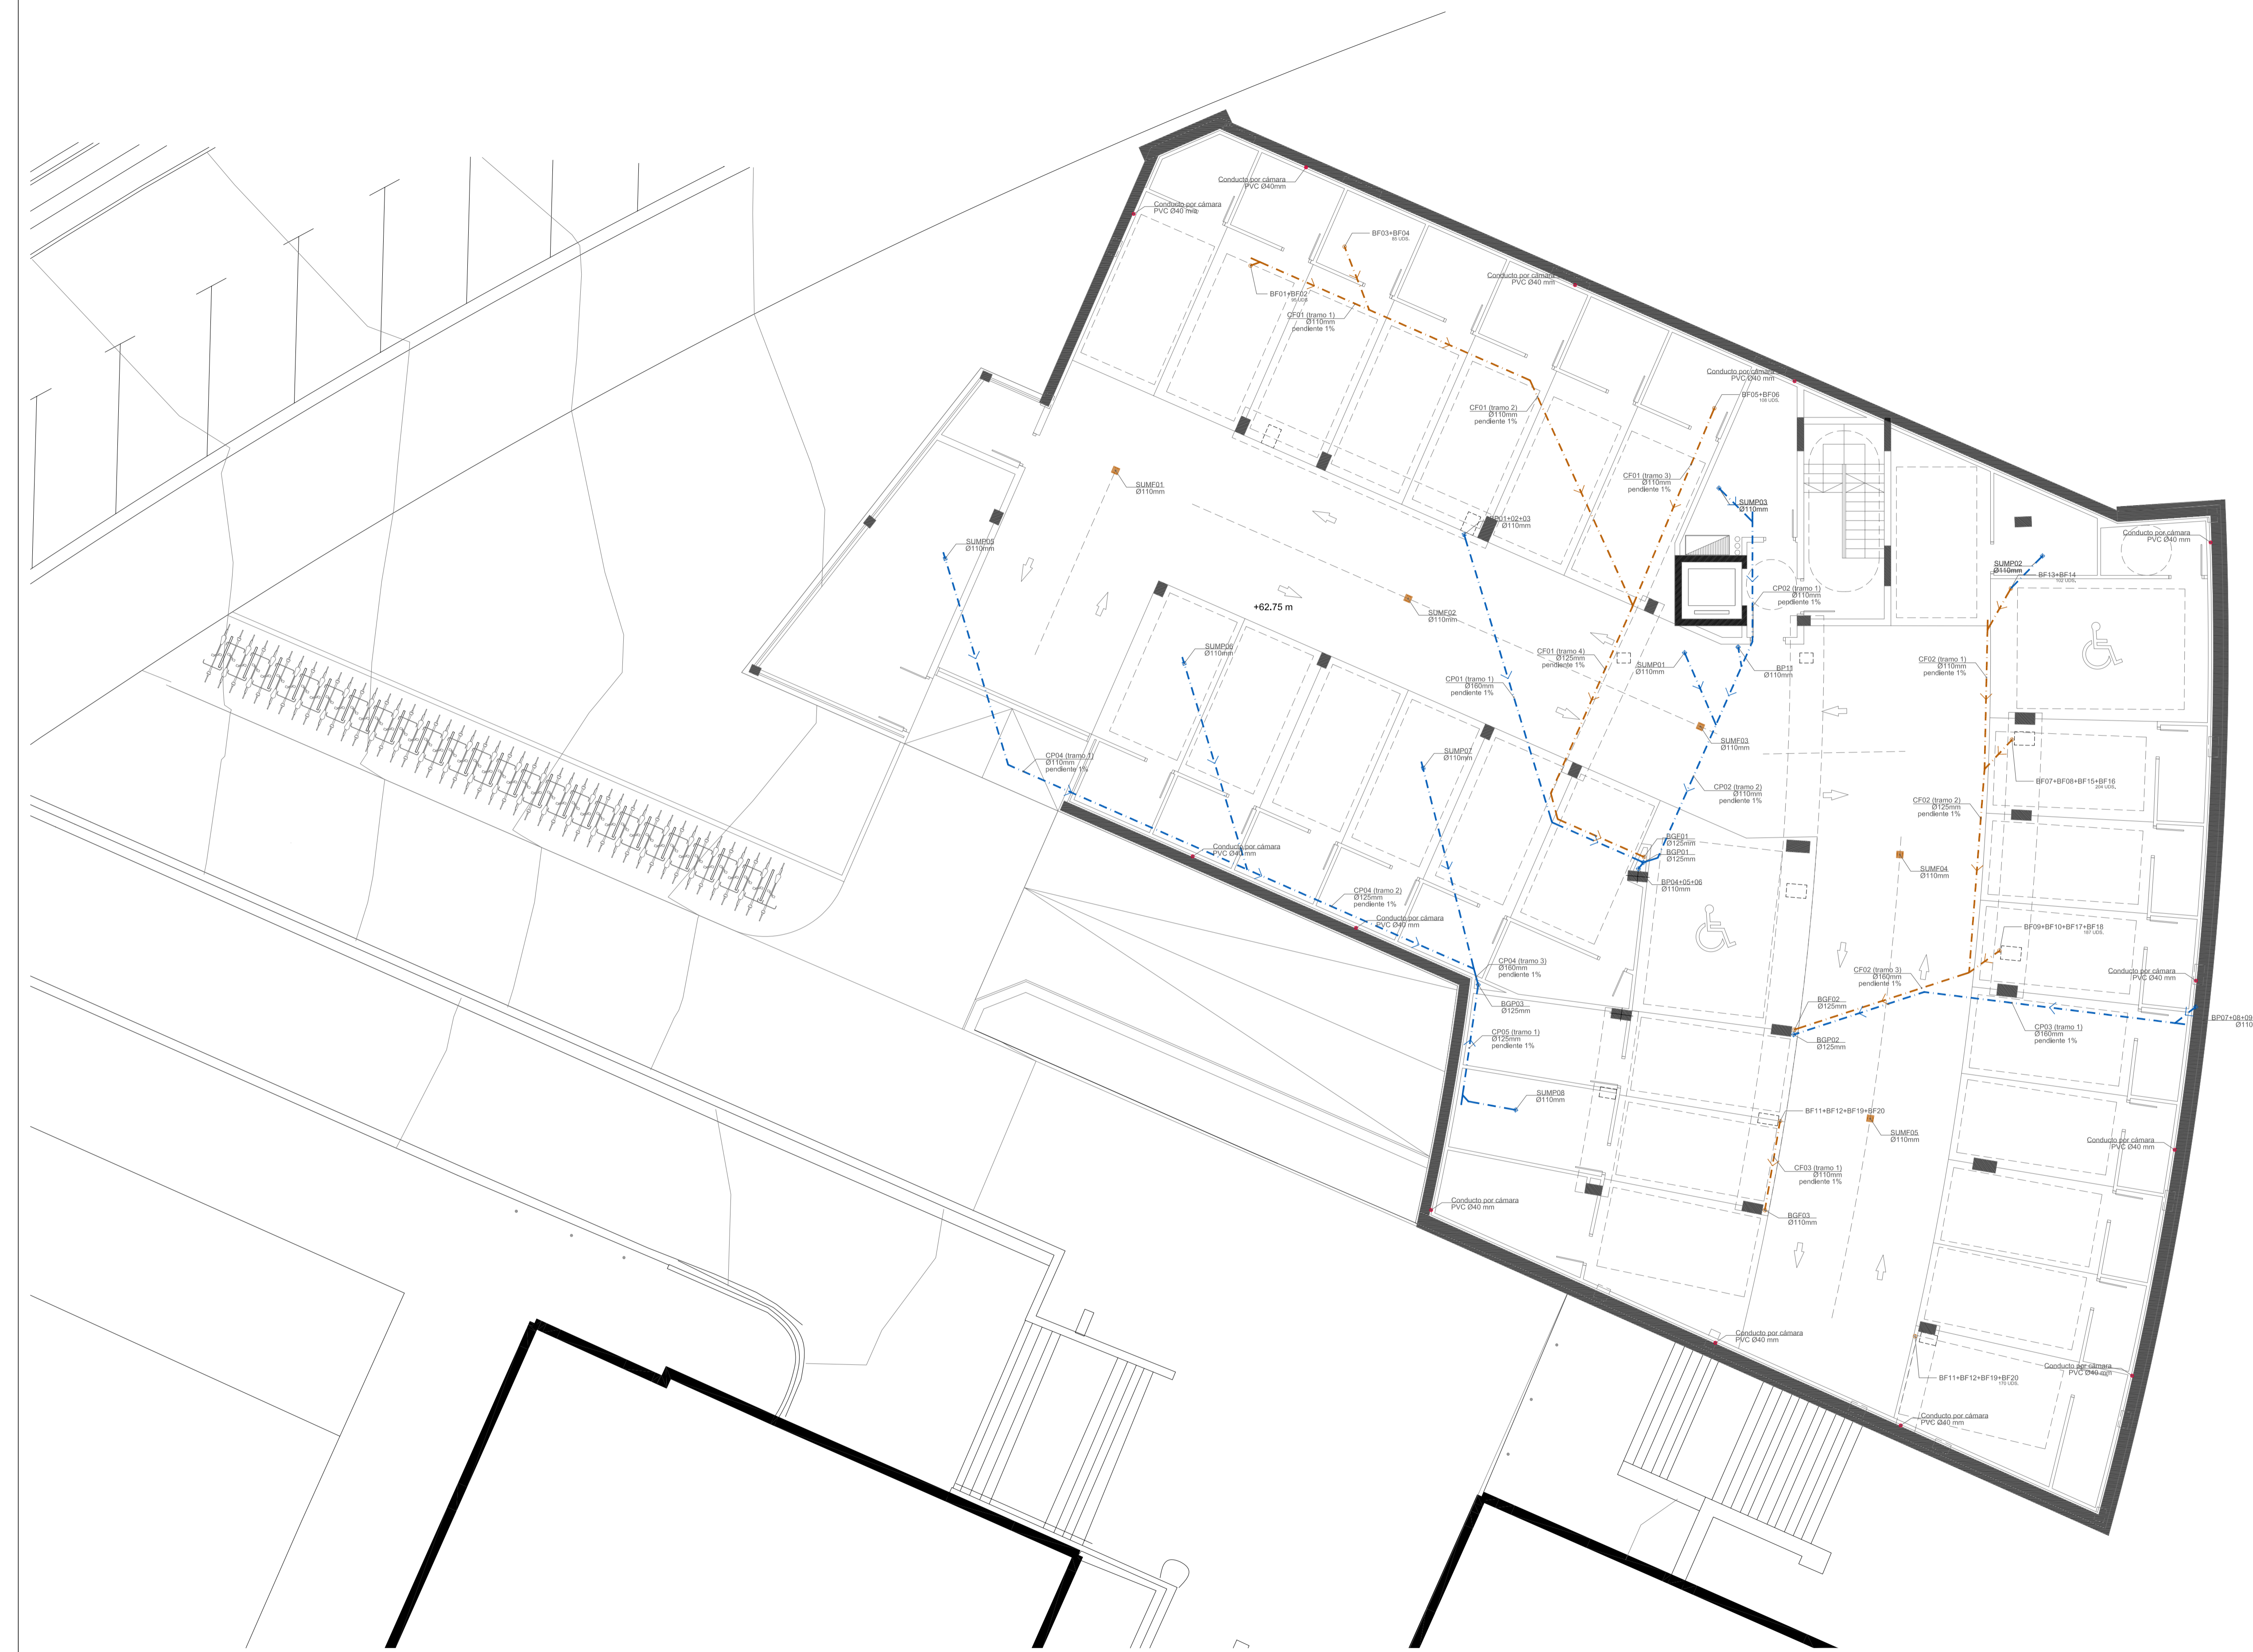 Conducto por cámara
PVC Ø40mm
Conducto por cámara
PVC Ø40 mm
BF03+BF04
85 UDS.
Conducto por cámara
PVC Ø40 mm
BF01+BF02
CF01 (tramo 1)
Ø110mm
pendiente 1%
Conducto por cámara
PVC Ø40 mm
BF05+BF06
CF01 (tramo 2)
Ø110mm
pendiente 1%
CF01 (tramo 3)
Ø110mm
pendiente 1%
SUMF01
Ø110mm
SUMP03
Ø110mm
BP01+02+03
Ø110mm
SUMP05
Ø110mm
Conducto por cámara
PVC Ø40 mm
SUMP02
Ø110mm
BF13+BF14
102 UDS.
CP02 (tramo 1)
Ø110mm
pendiente 1%
+62.75 m
SUMF02
Ø110mm
SUMP06
Ø110mm
CF01 (tramo 4)
Ø125mm
pendiente 1%
SUMP01
Ø110mm
BP11
Ø110mm
CF02 (tramo 1)
Ø110mm
pendiente 1%
CP01 (tramo 1)
Ø160mm
pendiente 1%
SUMF03
Ø110mm
SUMP07
Ø110mm
CP04 (tramo 1)
Ø110mm
pendiente 1%
BF07+BF08+BF15+BF16
204 UDS.
CP02 (tramo 2)
Ø110mm
pendiente 1%
CF02 (tramo 2)
Ø125mm
pendiente 1%
BGF01
Ø125mm
BGP01
Ø125mm
Conducto por cámara
PVC Ø40 mm
SUMF04
Ø110mm
BP04+05+06
Ø110mm
CP04 (tramo 2)
Ø125mm
pendiente 1%
Conducto por cámara
PVC Ø40 mm
BF09+BF10+BF17+BF18
187 UDS.
CP04 (tramo 3)
Ø160mm
pendiente 1%
CF02 (tramo 3)
Ø160mm
pendiente 1%
Conducto por cámara
PVC Ø40 mm
BGP03
Ø125mm
BGF02
Ø125mm
BP07+08+09
Ø110
CP05 (tramo 1)
Ø125mm
pendiente 1%
BGP02
Ø125mm
CP03 (tramo 1)
Ø160mm
pendiente 1%
SUMP08
Ø110mm
BF11+BF12+BF19+BF20
SUMF05
Ø110mm
Conducto por cámara
PVC Ø40 mm
CF03 (tramo 1)
Ø110mm
pendiente 1%
Conducto por cámara
PVC Ø40 mm
BGF03
Ø110mm
Conducto por cámara
PVC Ø40 mm
Conducto por cámara
PVC Ø40 mm
BF11+BF12+BF19+BF20
170 UDS.
Conducto por cámara
PVC Ø40 mm